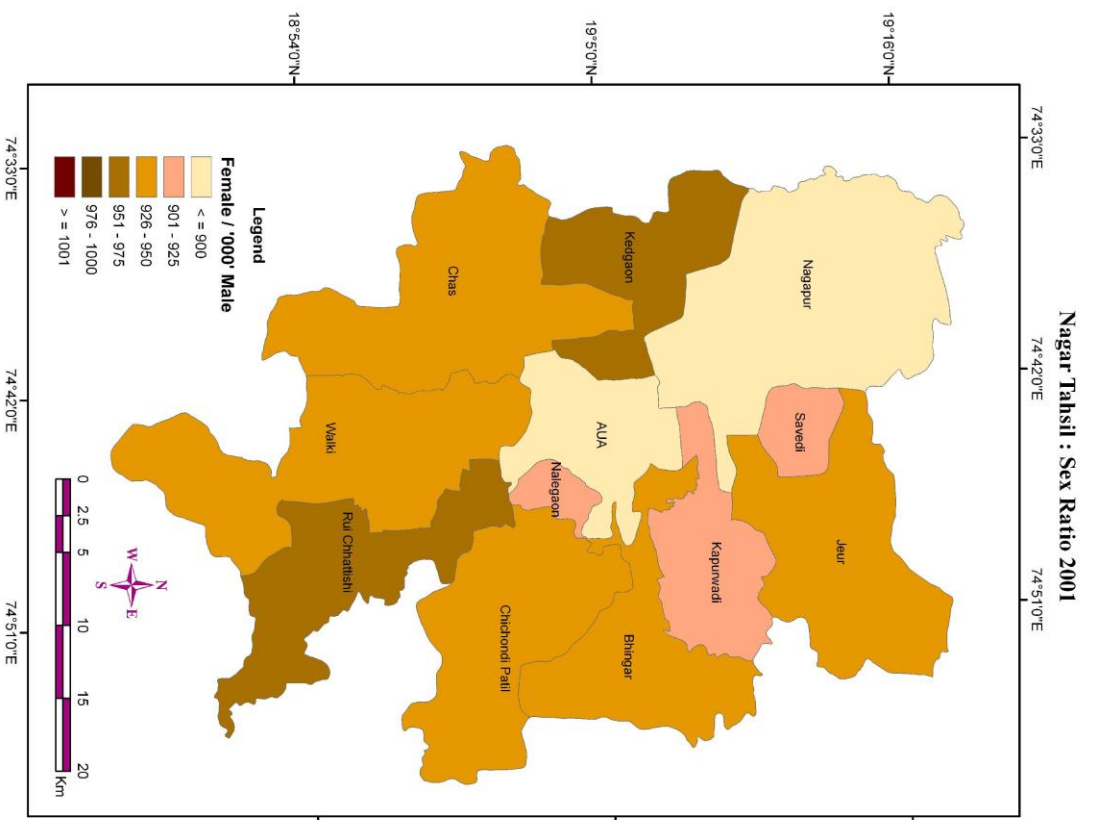 Nagar Tahsil : Sex Ratio 2001
74°33'0"E
74°42'0"E
74°51'0"E
19°16'0"N
19°5'0"N
18°54'0"N
Nagapur
Savedi
Jeur
Kedgaon
AUA
Kapurwadi
Nalegaon
Bhingar
Chas
Walki
Chichondi Patil
Rui Chhattishi
Legend
Female / '000' Male
< = 900
901 - 925
926 - 950
951 - 975
976 - 1000
> = 1001
N
W
E
S
0 2.5 5 10 15 20
Km
74°33'0"E
74°42'0"E
74°51'0"E